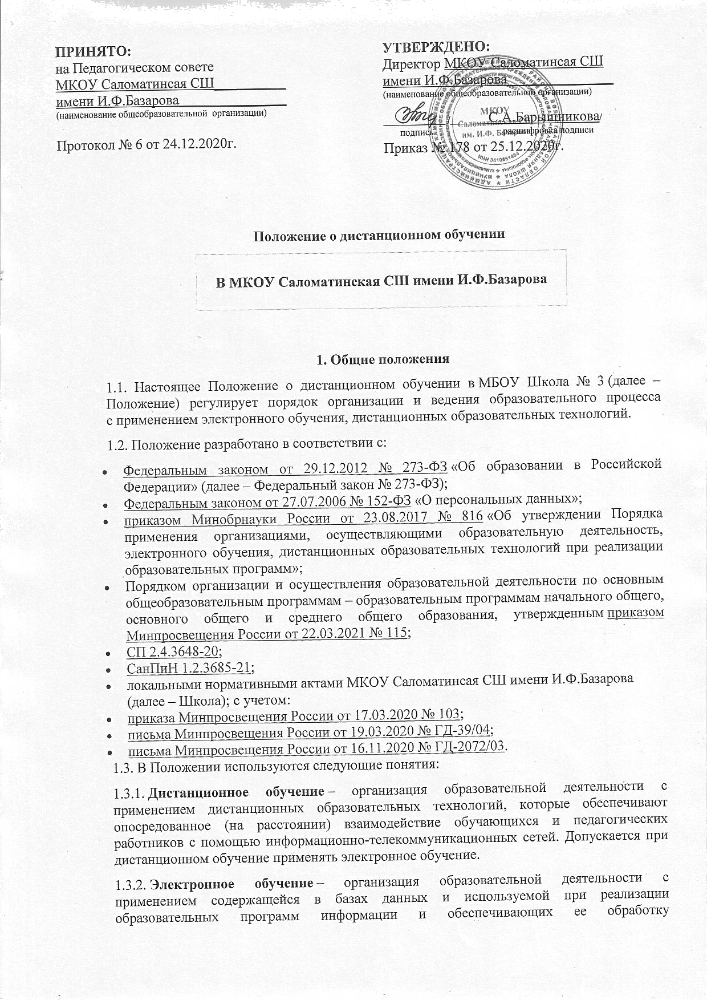 ПРИНЯТО:
на Педагогическом совете
МКОУ Саломатинсая СШ
имени И.Ф.Базарова
(наименование общеобразовательной организации)
Протокол № 6 от 24.12.2020г.
УТВЕРЖДЕНО:
Директор МКОУ Саломатинсая СШ
имени И.Ф.Базарова
(наименование общеобразовательной организации)
/ С.А.Барышникова/
подпись расшифровка подписи
Приказ № 178 от 25.12.2020г.
МКОУ
Саломатинская СШ
им. И.Ф. Базарова
ИНН 3410061884
Положение о дистанционном обучении
В МКОУ Саломатинская СШ имени И.Ф.Базарова
1. Общие положения
1.1. Настоящее Положение о дистанционном обучении в МБОУ Школа № 3 (далее –
Положение) регулирует порядок организации и ведения образовательного процесса
с применением электронного обучения, дистанционных образовательных технологий.
1.2. Положение разработано в соответствии с:
• Федеральным законом от 29.12.2012 № 273-ФЗ «Об образовании в Российской
Федерации» (далее – Федеральный закон № 273-ФЗ);
• Федеральным законом от 27.07.2006 № 152-ФЗ «О персональных данных»;
• приказом Минобрнауки России от 23.08.2017 № 816 «Об утверждении Порядка
применения организациями, осуществляющими образовательную деятельность,
электронного обучения, дистанционных образовательных технологий при реализации
образовательных программ»;
• Порядком организации и осуществления образовательной деятельности по основным
общеобразовательным программам – образовательным программам начального общего,
основного общего и среднего общего образования, утвержденным приказом
Минпросвещения России от 22.03.2021 № 115;
• СП 2.4.3648-20;
• СанПиН 1.2.3685-21;
• локальными нормативными актами МКОУ Саломатинсая СШ имени И.Ф.Базарова
(далее – Школа); с учетом:
• приказа Минпросвещения России от 17.03.2020 № 103;
• письма Минпросвещения России от 19.03.2020 № ГД-39/04;
• письма Минпросвещения России от 16.11.2020 № ГД-2072/03.
1.3. В Положении используются следующие понятия:
1.3.1. Дистанционное обучение – организация образовательной деятельности с
применением дистанционных образовательных технологий, которые обеспечивают
опосредованное (на расстоянии) взаимодействие обучающихся и педагогических
работников с помощью информационно-телекоммуникационных сетей. Допускается при
дистанционном обучение применять электронное обучение.
1.3.2. Электронное обучение – организация образовательной деятельности с
применением содержащейся в базах данных и используемой при реализации
образовательных программ информации и обеспечивающих ее обработку